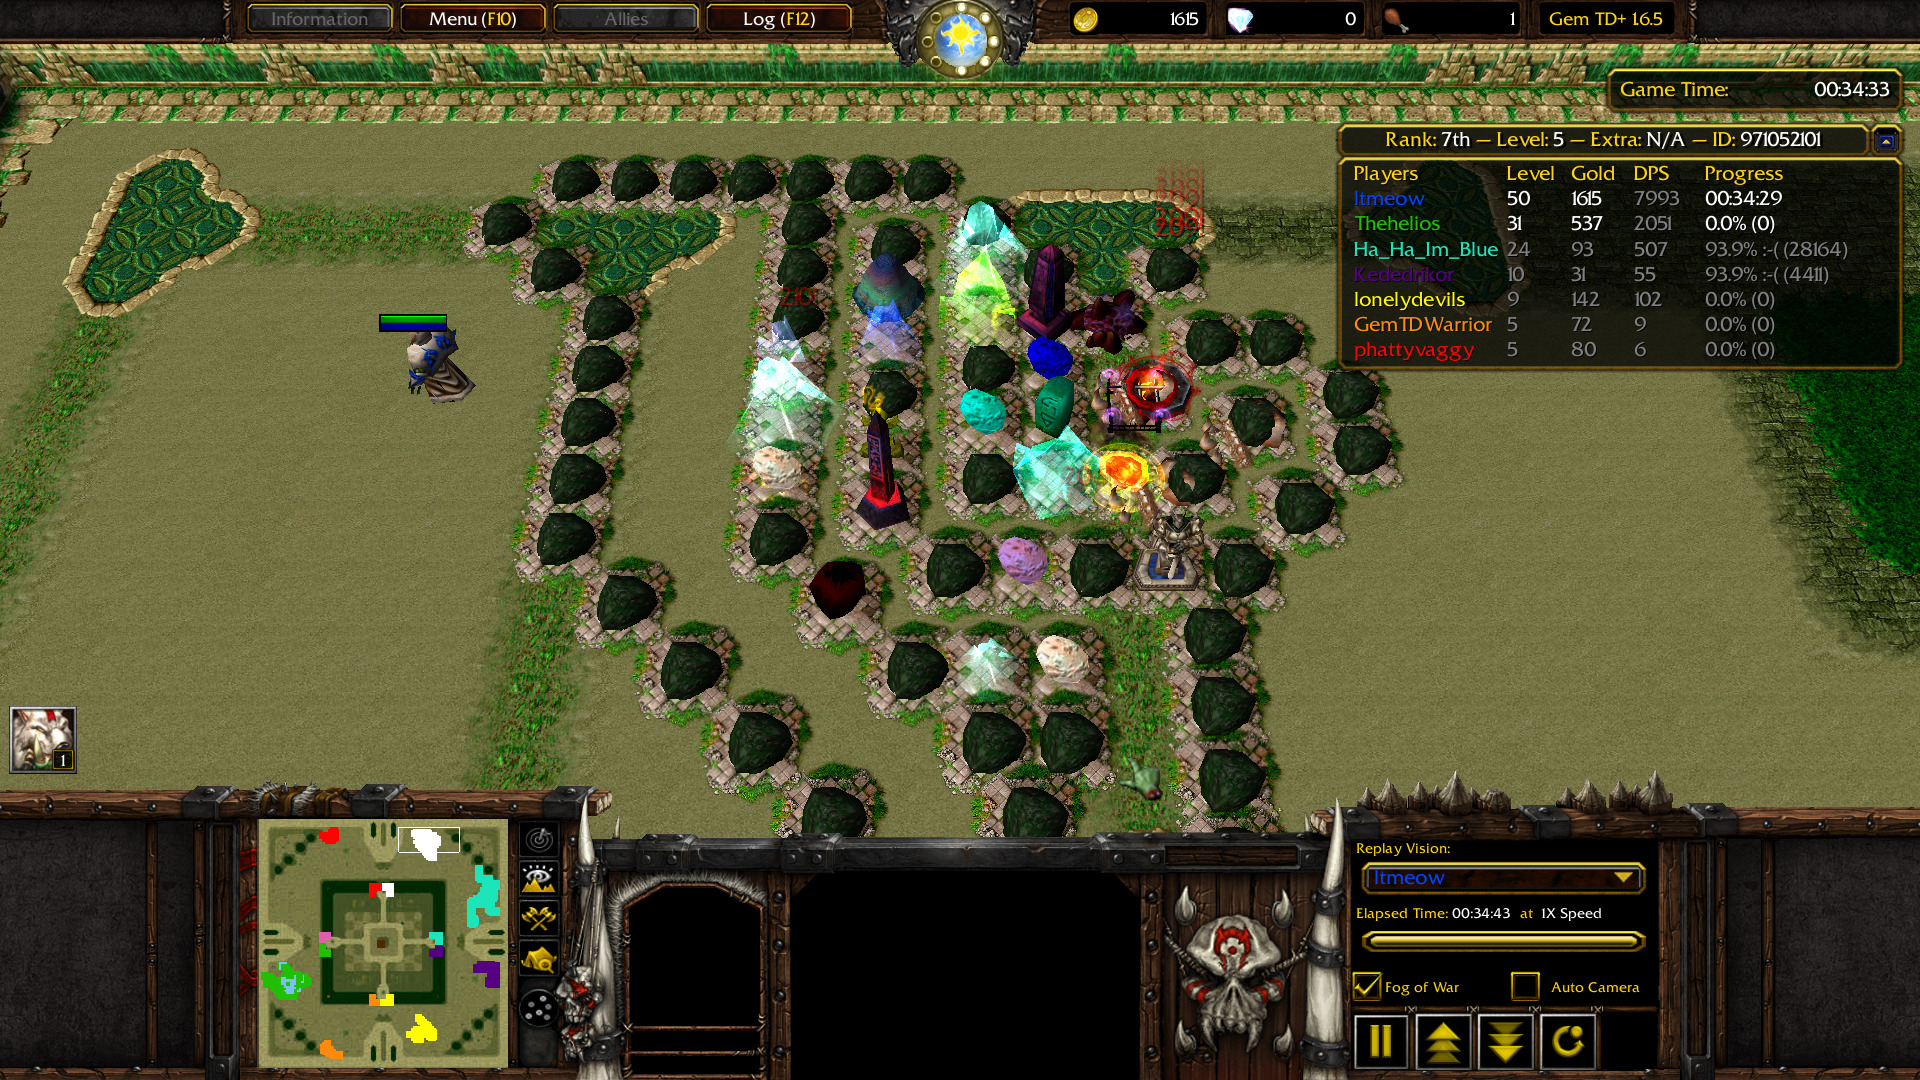 Information Menu (F10) Allies Log (F12) 1615 0 1 Gem TD+ 16.5
Game Time: 00:34:33
Rank: 7th – Level: 5 – Extra: N/A – ID: 971052101
Players Level Gold DPS Progress
ltmeow 50 1615 7993 00:34:29
Thehelios 31 537 2051 0.0% (0)
Ha_Ha_Im_Blue 24 93 507 93.9% :-( (28164)
Kededrikor 10 31 55 93.9% :-( (4411)
lonelydevils 9 142 102 0.0% (0)
GemTDWarrior 5 72 9 0.0% (0)
phattyvaggy 5 80 6 0.0% (0)
1
Replay Vision:
ltmeow
Elapsed Time: 00:34:43 at 1X Speed
Fog of War Auto Camera